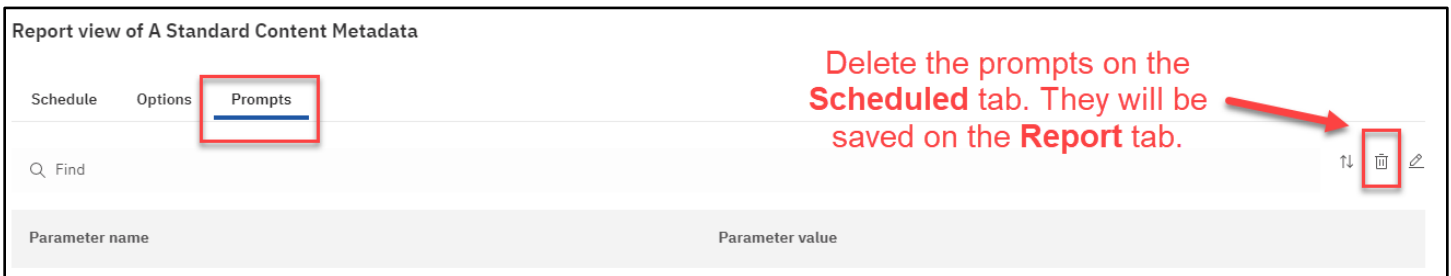 Report view of A Standard Content Metadata
Delete the prompts on the
Scheduled tab. They will be
saved on the Report tab.
Schedule Options Prompts
Find
Parameter name Parameter value